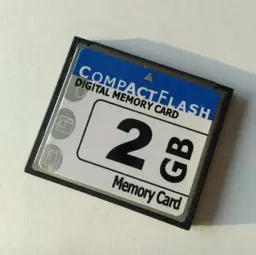 COMPACTFLASH
DIGITAL MEMORY CARD
2
GB
Memory Card